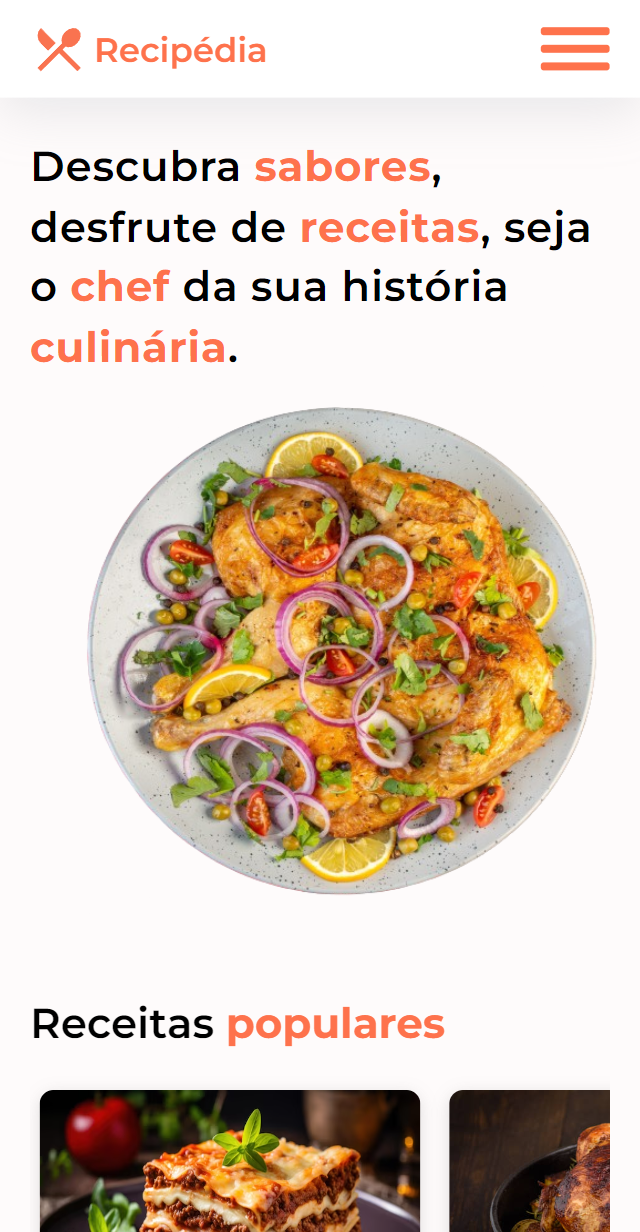 Recipédia
Descubra sabores,
desfrute de receitas, seja
o chef da sua história
culinária.
Receitas populares